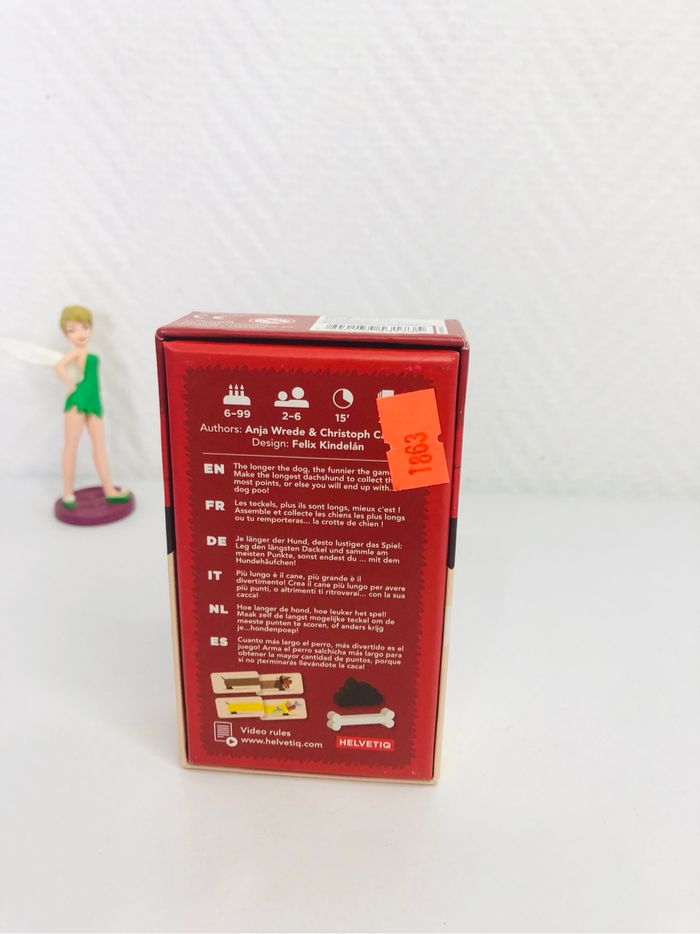 CE
6-99
2-6
15'
1863
Authors: Anja Wrede & Christoph
Design: Felix Kindelán
EN
The longer the dog, the funnier the
Make the longest dachshund to collect
most points, or else you will end up with...
dog poo!
FR
Les teckels, plus ils sont longs, mieux c'est !
Assemble et collecte les chiens les plus longs
ou tu remporteras... la crotte de chien !
DE
Je länger der Hund, desto lustiger das Spiel:
Leg den längsten Dackel und sammle am
meisten Punkte, sonst endest du ... mit dem
Hundehäufchen!
IT
Più lungo è il cane, più grande è il
divertimento! Crea il cane più lungo per avere
più punti, o altrimenti ti ritroverai... con la sua
cacca!
NL
Hoe langer de hond, hoe leuker het spel!
Maak zelf de langst mogelijke teckel om de
meeste punten te scoren, of anders krijg
je...hondenpoep!
ES
Cuanto más largo el perro, más divertido es el
juego! Arma el perro salchicha más largo para
obtener la mayor cantidad de puntos, porque
si no ¡terminarás llevándote la caca!
Video rules
www.helvetiq.com
HELVETIQ